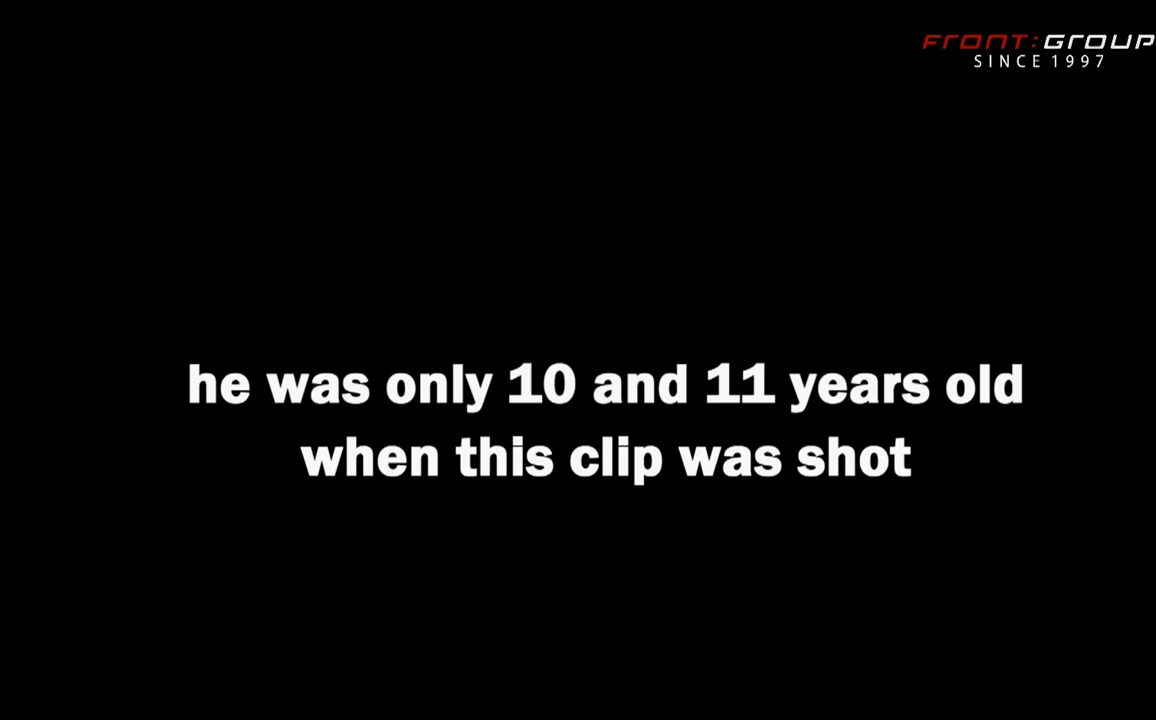 FRONT:GROUP
SINCE 1997
he was only 10 and 11 years old
when this clip was shot